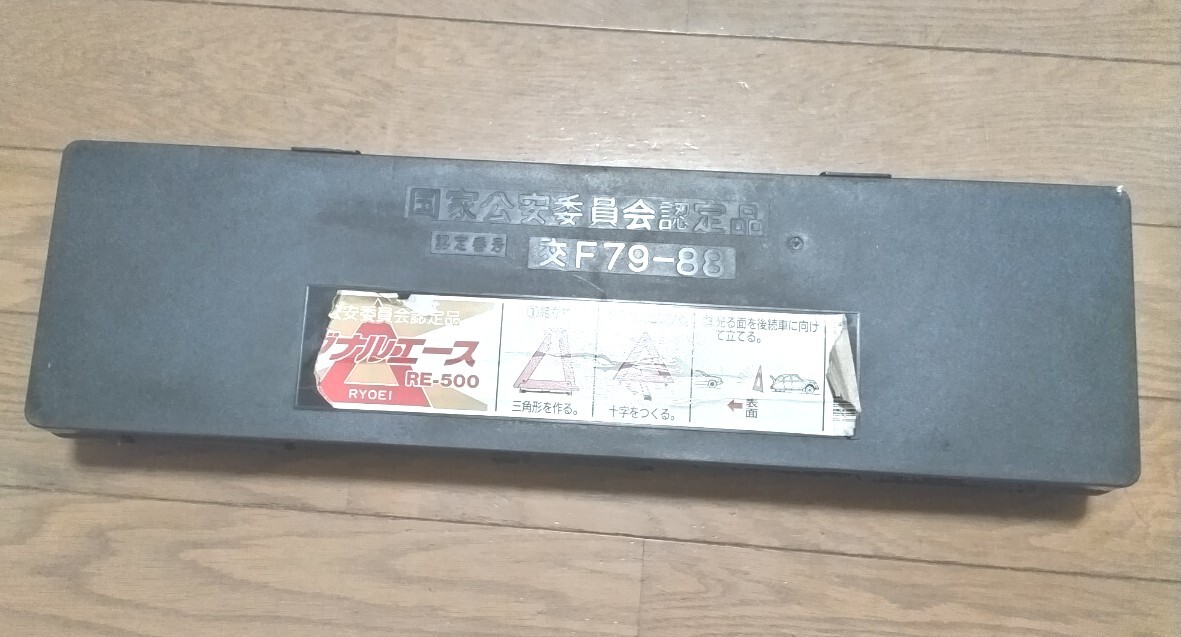 国家公安委員会認定品
認定番号 交F79-88
安委員会認定品
ナルエース
RE-500
RYOEI
三角形を作る。
十字をつくる。
光る面を後続車に向け
て立てる。
表
面